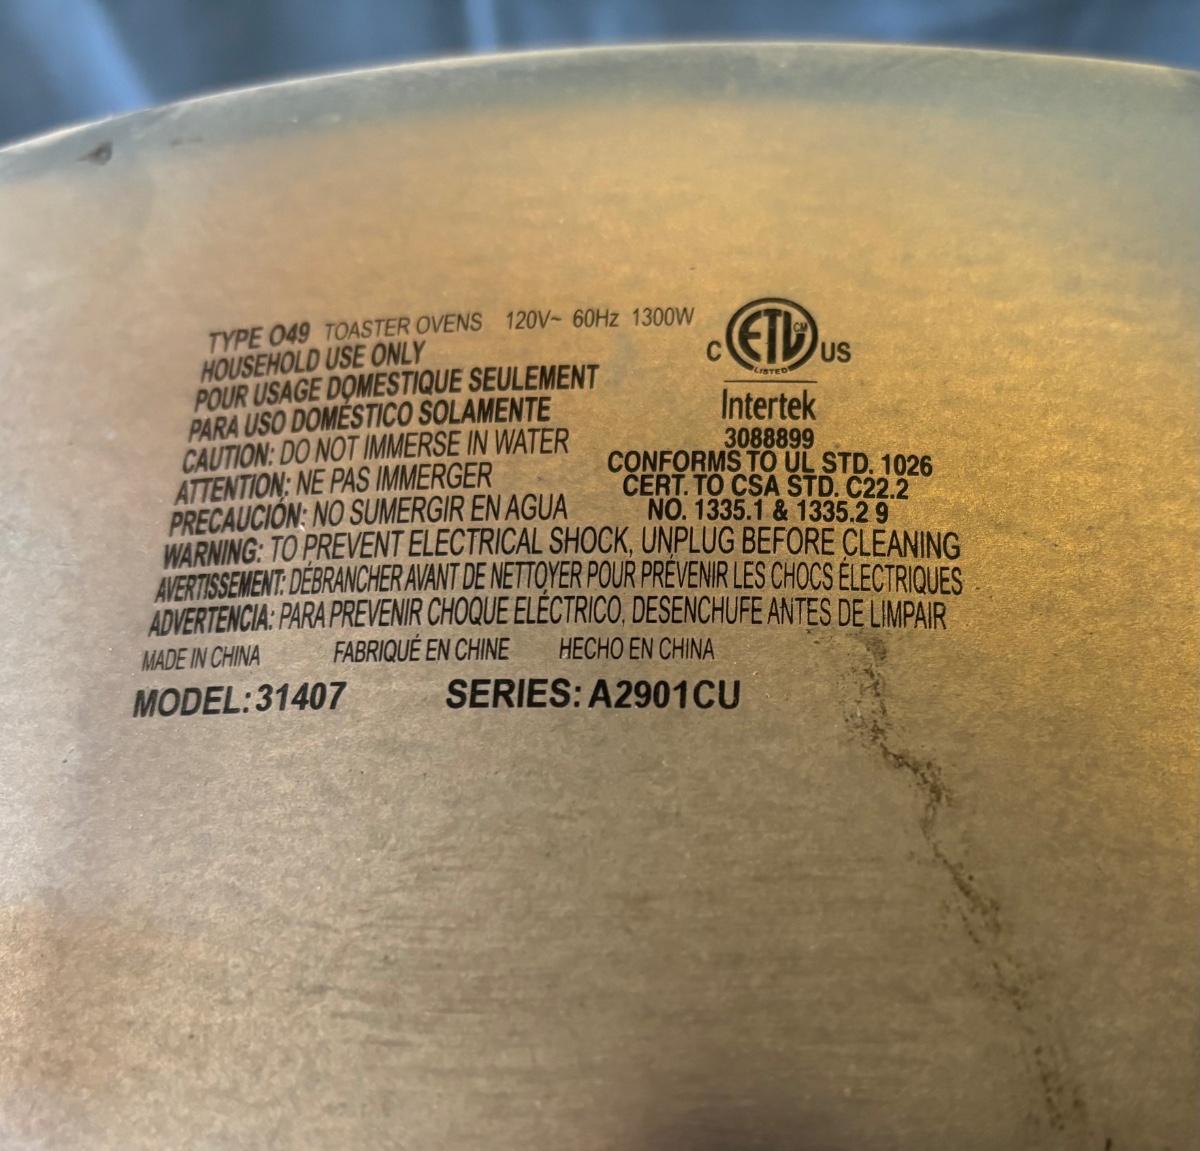 TYPE O49 TOASTER OVENS 120V~ 60Hz 1300W
HOUSEHOLD USE ONLY
POUR USAGE DOMESTIQUE SEULEMENT
PARA USO DOMÉSTICO SOLAMENTE
CAUTION: DO NOT IMMERSE IN WATER
ATTENTION: NE PAS IMMERGER
PRECAUCIÓN: NO SUMERGIR EN AGUA
C ETL CM US
LISTED
Intertek
3088899
CONFORMS TO UL STD. 1026
CERT. TO CSA STD. C22.2
NO. 1335.1 & 1335.2 9
WARNING: TO PREVENT ELECTRICAL SHOCK, UNPLUG BEFORE CLEANING
AVERTISSEMENT: DÉBRANCHER AVANT DE NETTOYER POUR PRÉVENIR LES CHOCS ÉLECTRIQUES
ADVERTENCIA: PARA PREVENIR CHOQUE ELÉCTRICO, DESENCHUFE ANTES DE LIMPAIR
MADE IN CHINA FABRIQUÉ EN CHINE HECHO EN CHINA
MODEL: 31407 SERIES: A2901CU